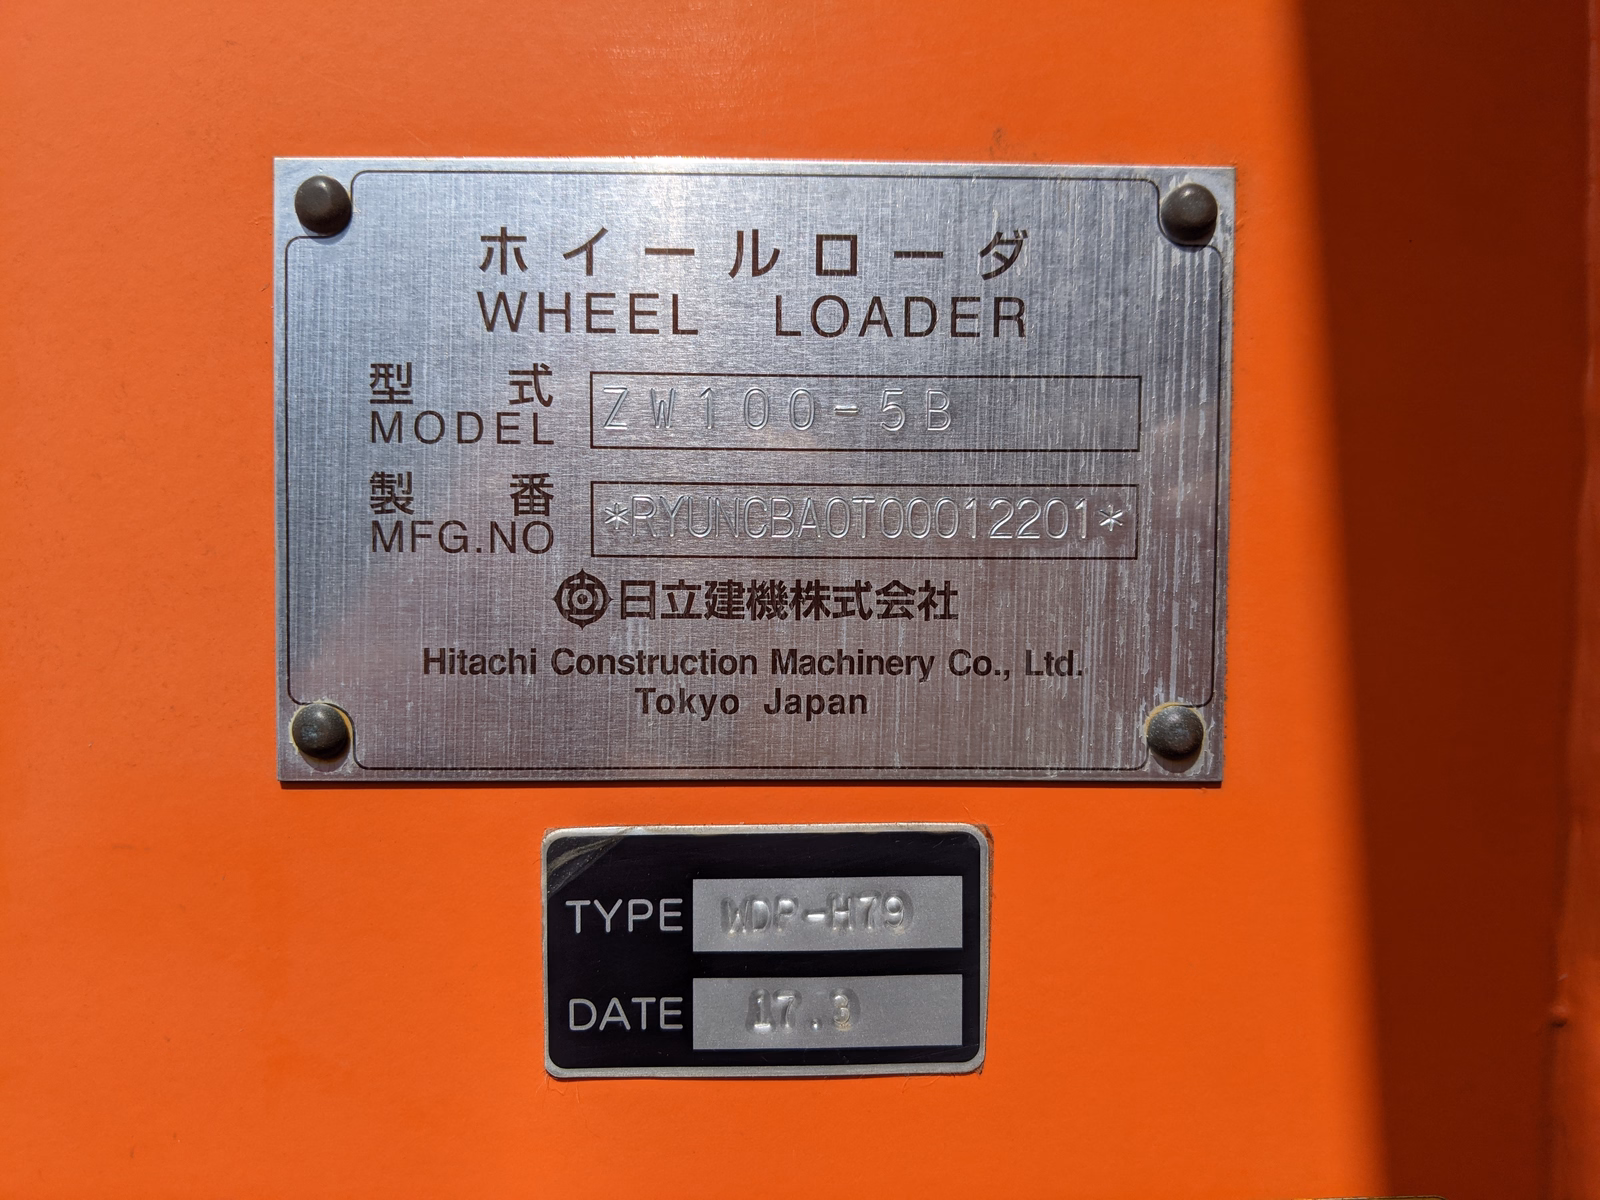 ホイールローダ
WHEEL LOADER
型式 ZW100-5B
MODEL
製番 *RYUNCBA0T00012201*
MFG.NO
日立建機株式会社
Hitachi Construction Machinery Co., Ltd.
Tokyo Japan
TYPE WDP-H79
DATE 17.3